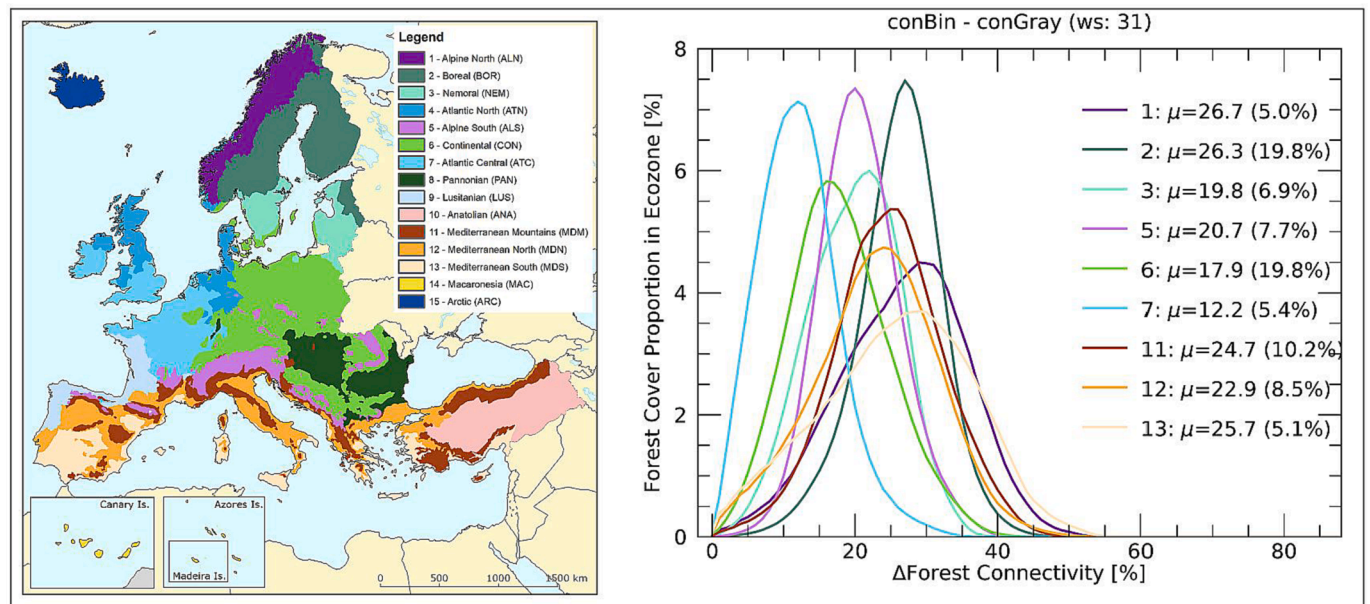 Legend
1 - Alpine North (ALN)
2 - Boreal (BOR)
3 - Nemoral (NEM)
4 - Atlantic North (ATN)
5 - Alpine South (ALS)
6 - Continental (CON)
7 - Atlantic Central (ATC)
8 - Pannonian (PAN)
9 - Lusitanian (LUS)
10 - Anatolian (ANA)
11 - Mediterranean Mountains (MDM)
12 - Mediterranean North (MDN)
13 - Mediterranean South (MDS)
14 - Macaronesia (MAC)
15 - Arctic (ARC)
Canary Is.
Azores Is.
Madeira Is.
0 500 1000 1500 km
conBin - conGray (ws: 31)
Forest Cover Proportion in Ecozone [%]
8
6
4
2
0
1: μ=26.7 (5.0%)
2: μ=26.3 (19.8%)
3: μ=19.8 (6.9%)
5: μ=20.7 (7.7%)
6: μ=17.9 (19.8%)
7: μ=12.2 (5.4%)
11: μ=24.7 (10.2%)
12: μ=22.9 (8.5%)
13: μ=25.7 (5.1%)
0 20 40 60 80
ΔForest Connectivity [%]